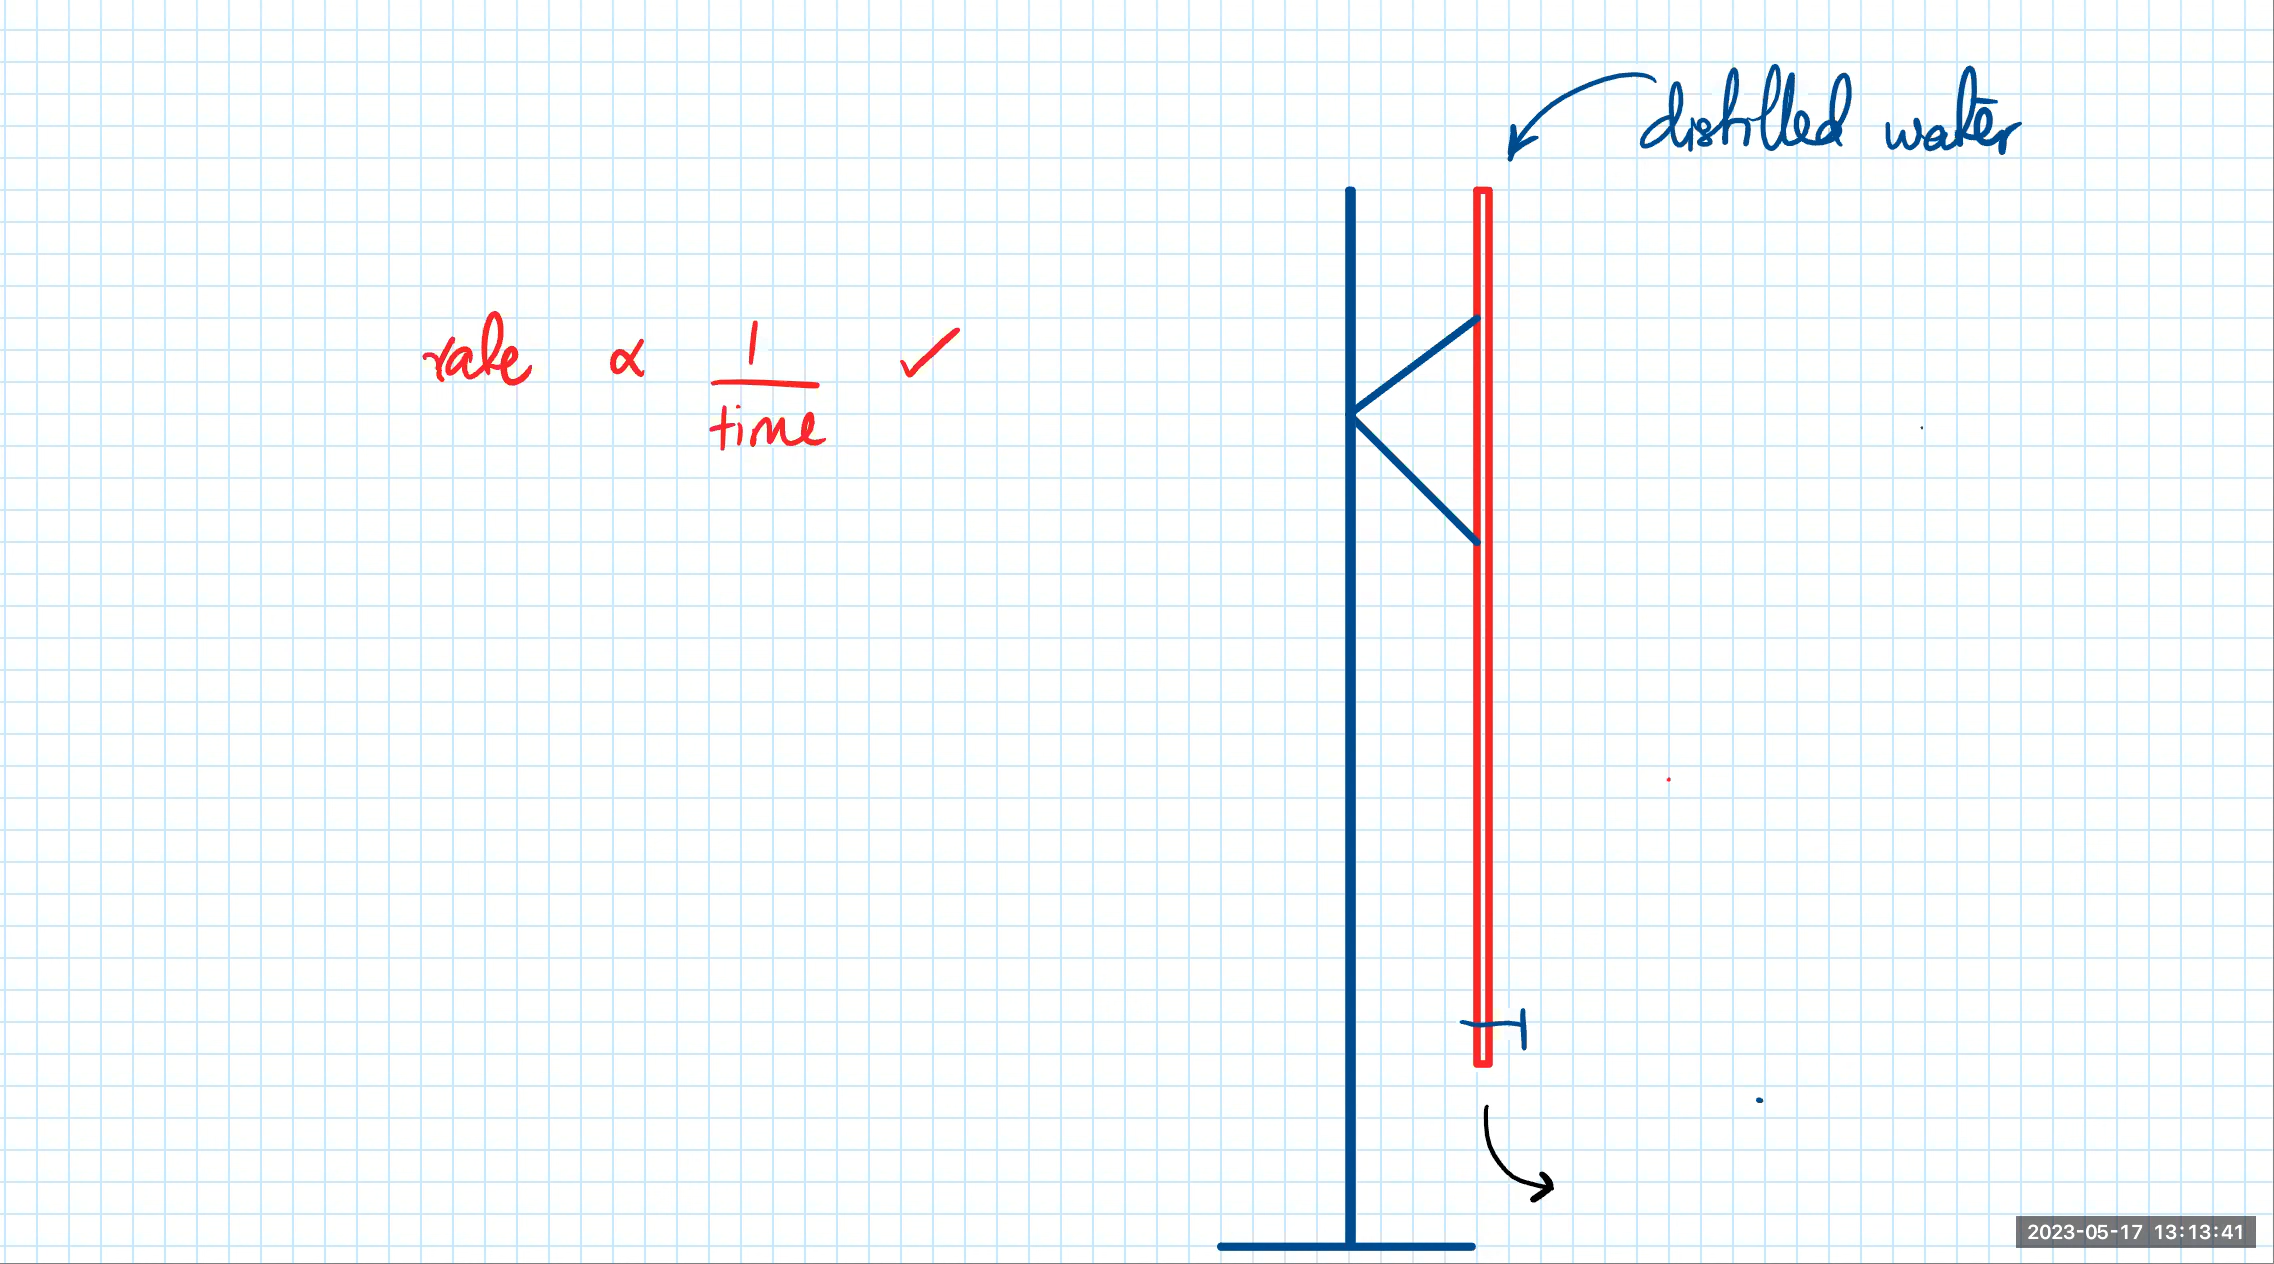 distilled water
rate ∝ 1/time ✓
2023-05-17 13:13:41